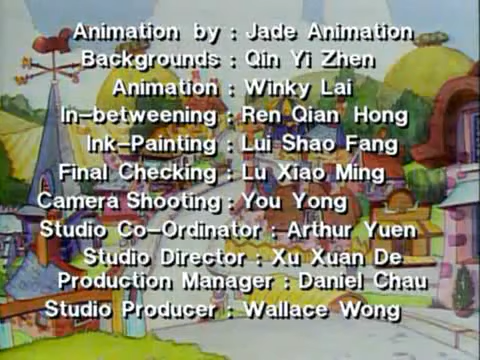 Animation by : Jade Animation
Backgrounds : Qin Yi Zhen
Animation : Winky Lai
In-betweening : Ren Qian Hong
Ink-Painting : Lui Shao Fang
Final Checking : Lu Xiao Ming
Camera Shooting : You Yong
Studio Co-Ordinator : Arthur Yuen
Studio Director : Xu Xuan De
Production Manager : Daniel Chau
Studio Producer : Wallace Wong